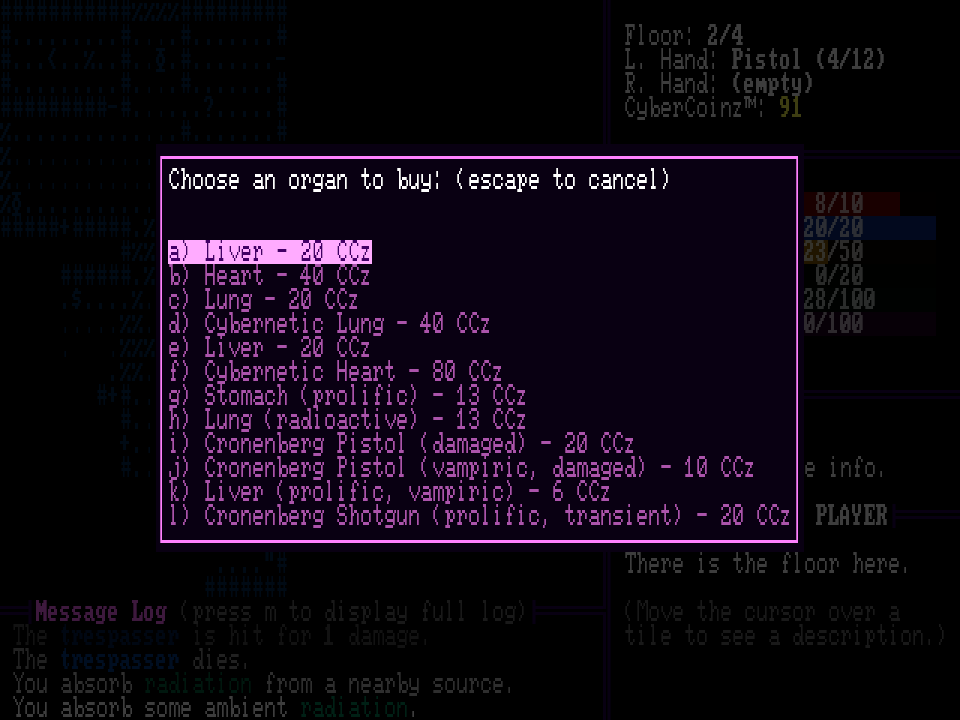 Floor: 2/4
L. Hand: Pistol (4/12)
R. Hand: (empty)
CyberCoinz™: 91
Choose an organ to buy: (escape to cancel)
8/10
20/20
a) Liver - 20 CCz
23/50
b) Heart - 40 CCz
0/20
c) Lung - 20 CCz
28/100
d) Cybernetic Lung - 40 CCz
0/100
e) Liver - 20 CCz
f) Cybernetic Heart - 80 CCz
g) Stomach (prolific) - 13 CCz
h) Lung (radioactive) - 13 CCz
i) Cronenberg Pistol (damaged) - 20 CCz
j) Cronenberg Pistol (vampiric, damaged) - 10 CCz
e info.
k) Liver (prolific, vampiric) - 6 CCz
l) Cronenberg Shotgun (prolific, transient) - 20 CCz
PLAYER
There is the floor here.
(Move the cursor over a
tile to see a description.)
Message Log (press m to display full log)
The trespasser is hit for 1 damage.
The trespasser dies.
You absorb radiation from a nearby source.
You absorb some ambient radiation.